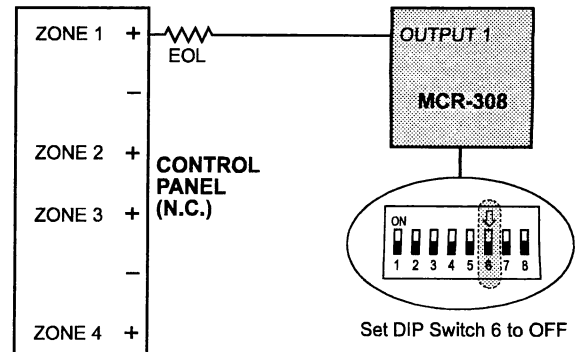 ZONE 1 +
EOL
OUTPUT 1
MCR-308
–
ZONE 2 +
CONTROL
PANEL
(N.C.)
ZONE 3 +
–
ZONE 4 +
ON
1 2 3 4 5 6 7 8
Set DIP Switch 6 to OFF